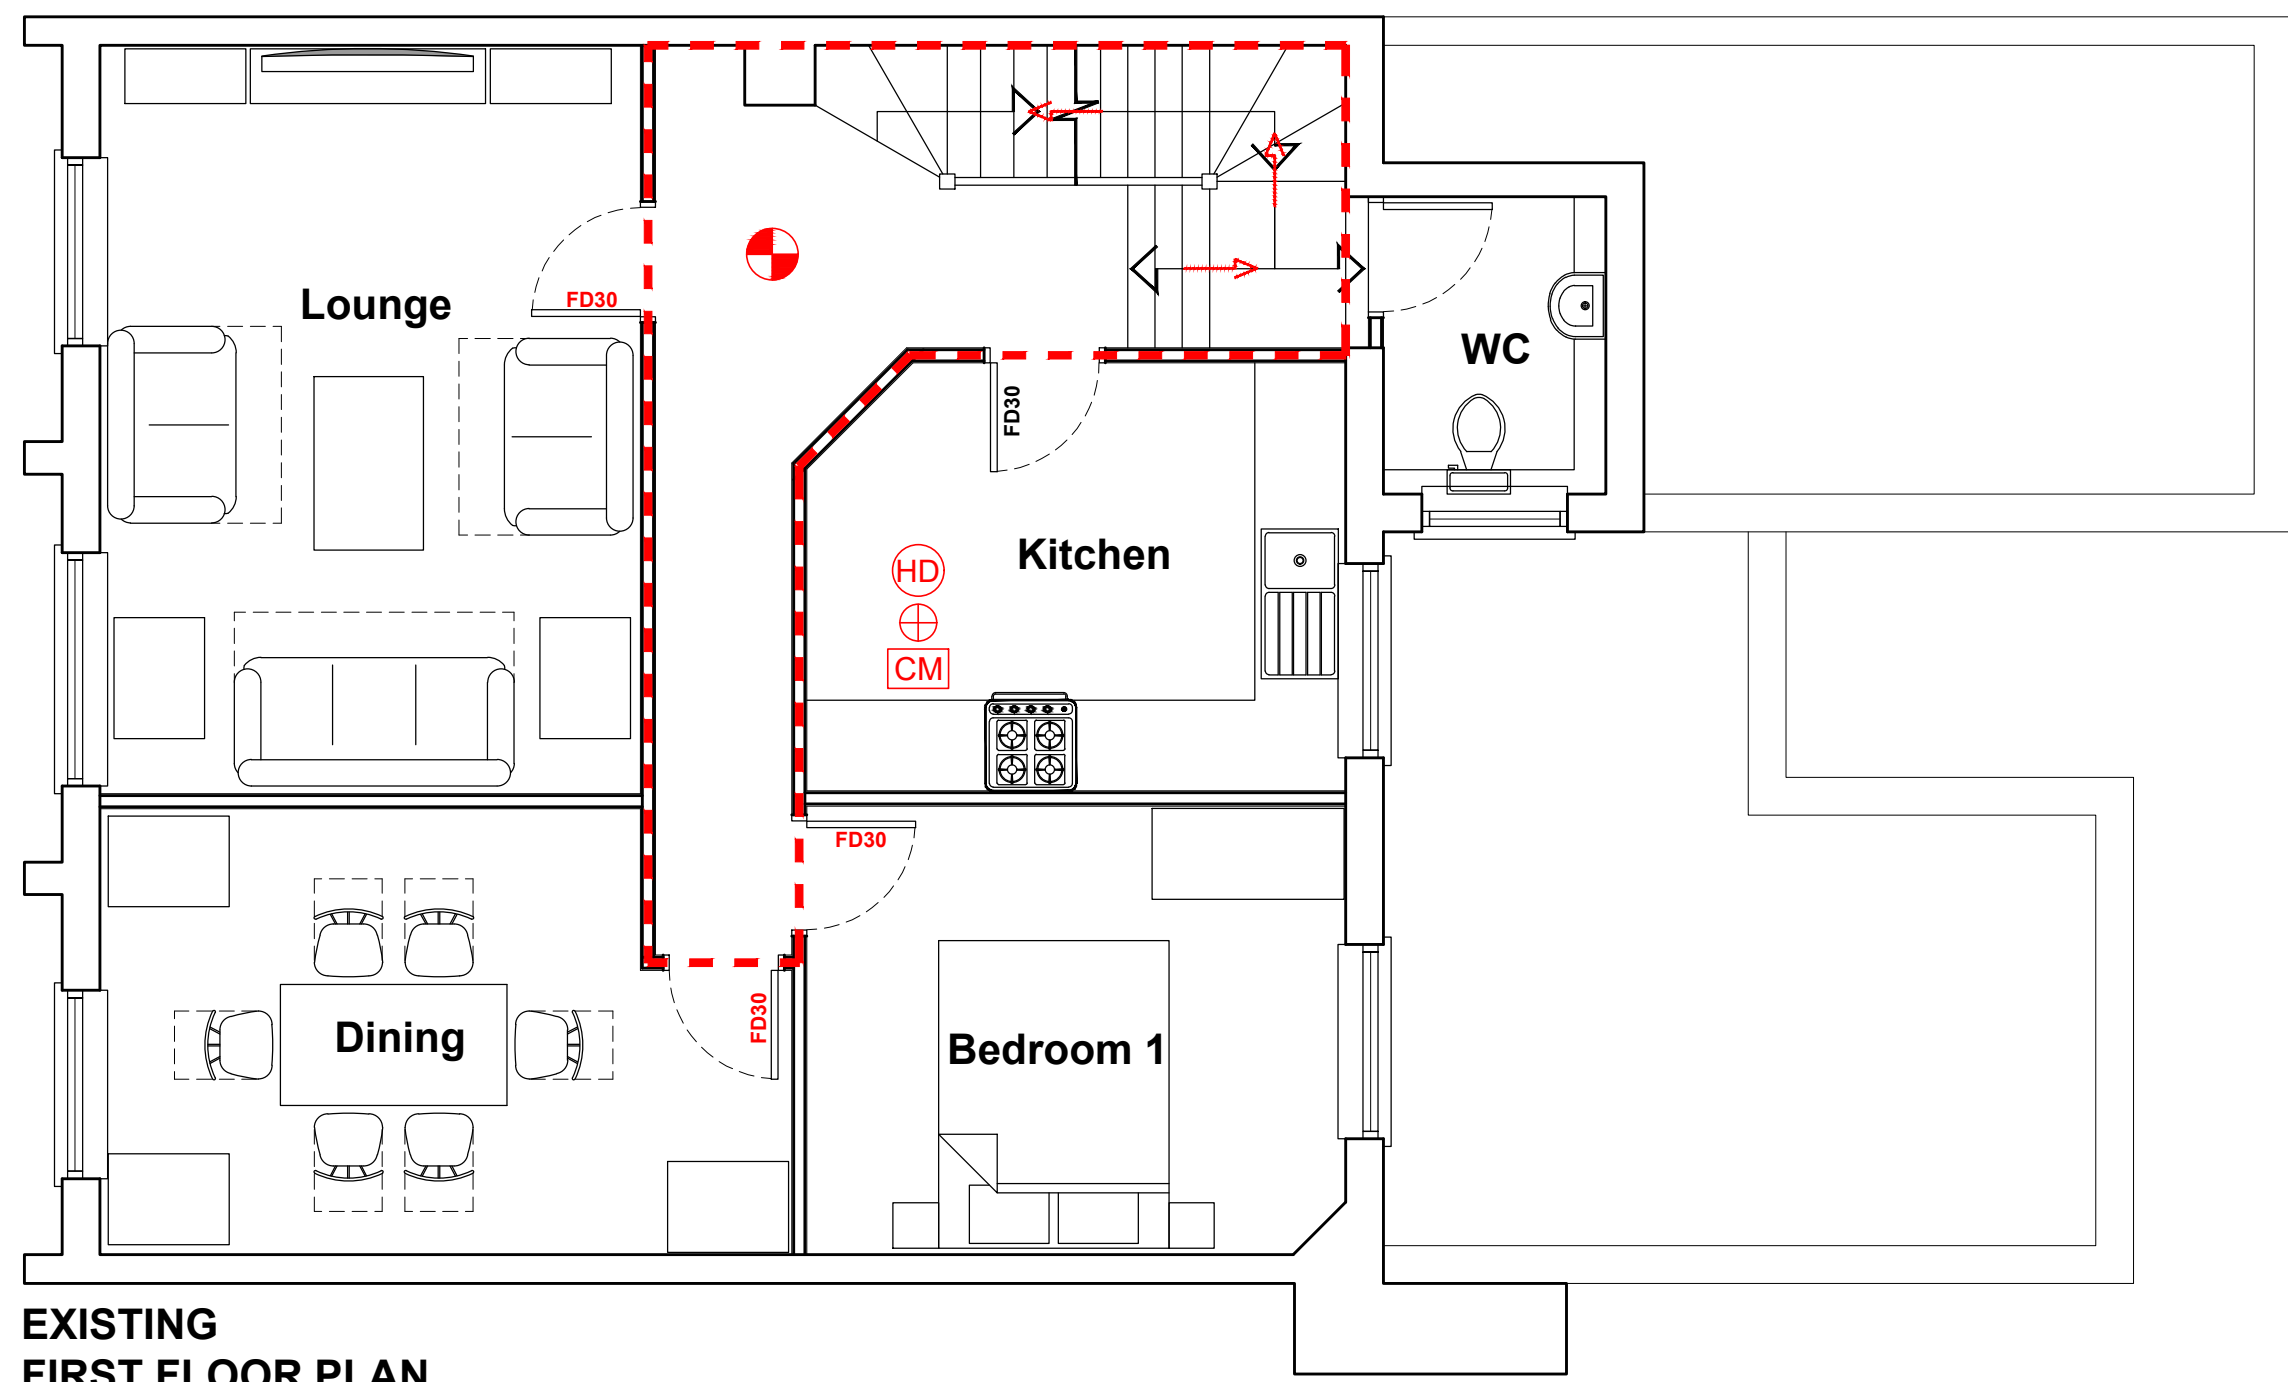 Lounge
FD30
WC
FD30
Kitchen
HD
CM
FD30
FD30
Dining
Bedroom 1
EXISTING
FIRST FLOOR PLAN